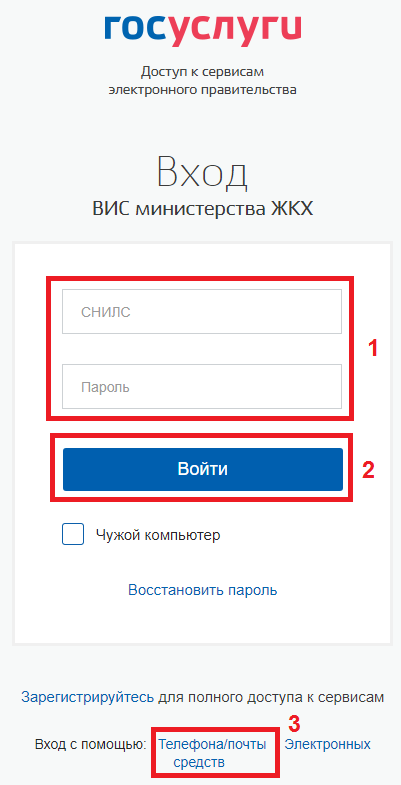 госуслуги
Доступ к сервисам
электронного правительства
Вход
ВИС министерства ЖКХ
СНИЛС
1
Пароль
Войти
2
Чужой компьютер
Восстановить пароль
Зарегистрируйтесь для полного доступа к сервисам
3
Вход с помощью: Телефона/почты Электронных
средств